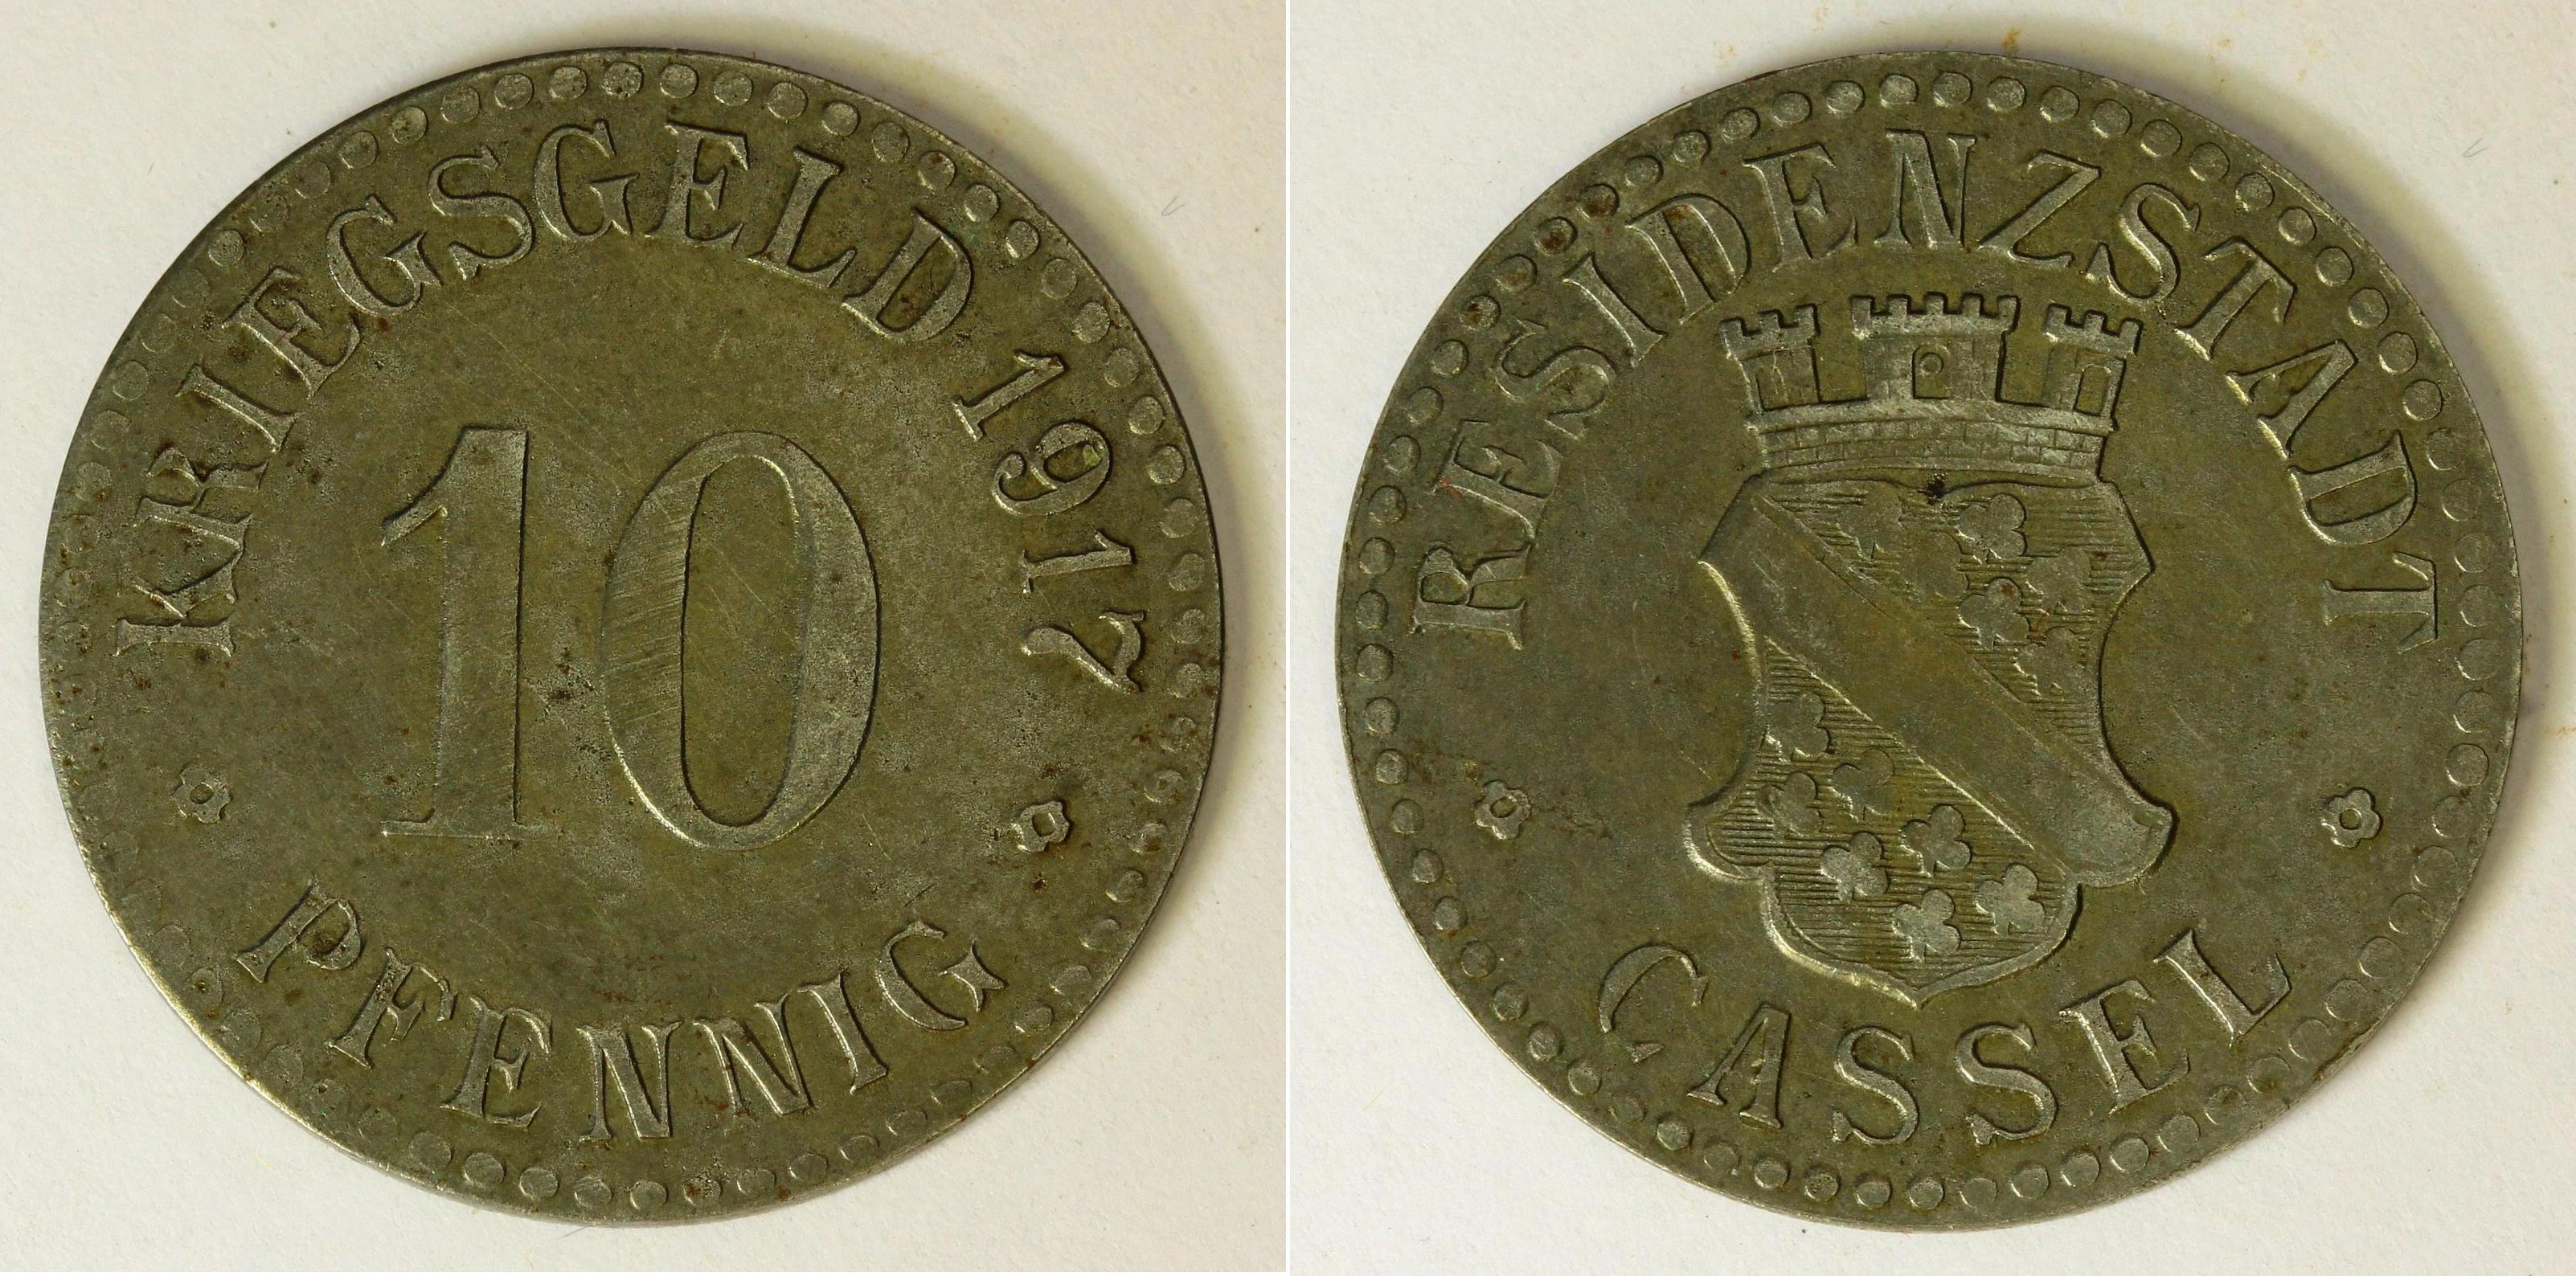 KRIEGSGELD 1917
10
PFENNIG
RESIDENZSTADT
CASSEL